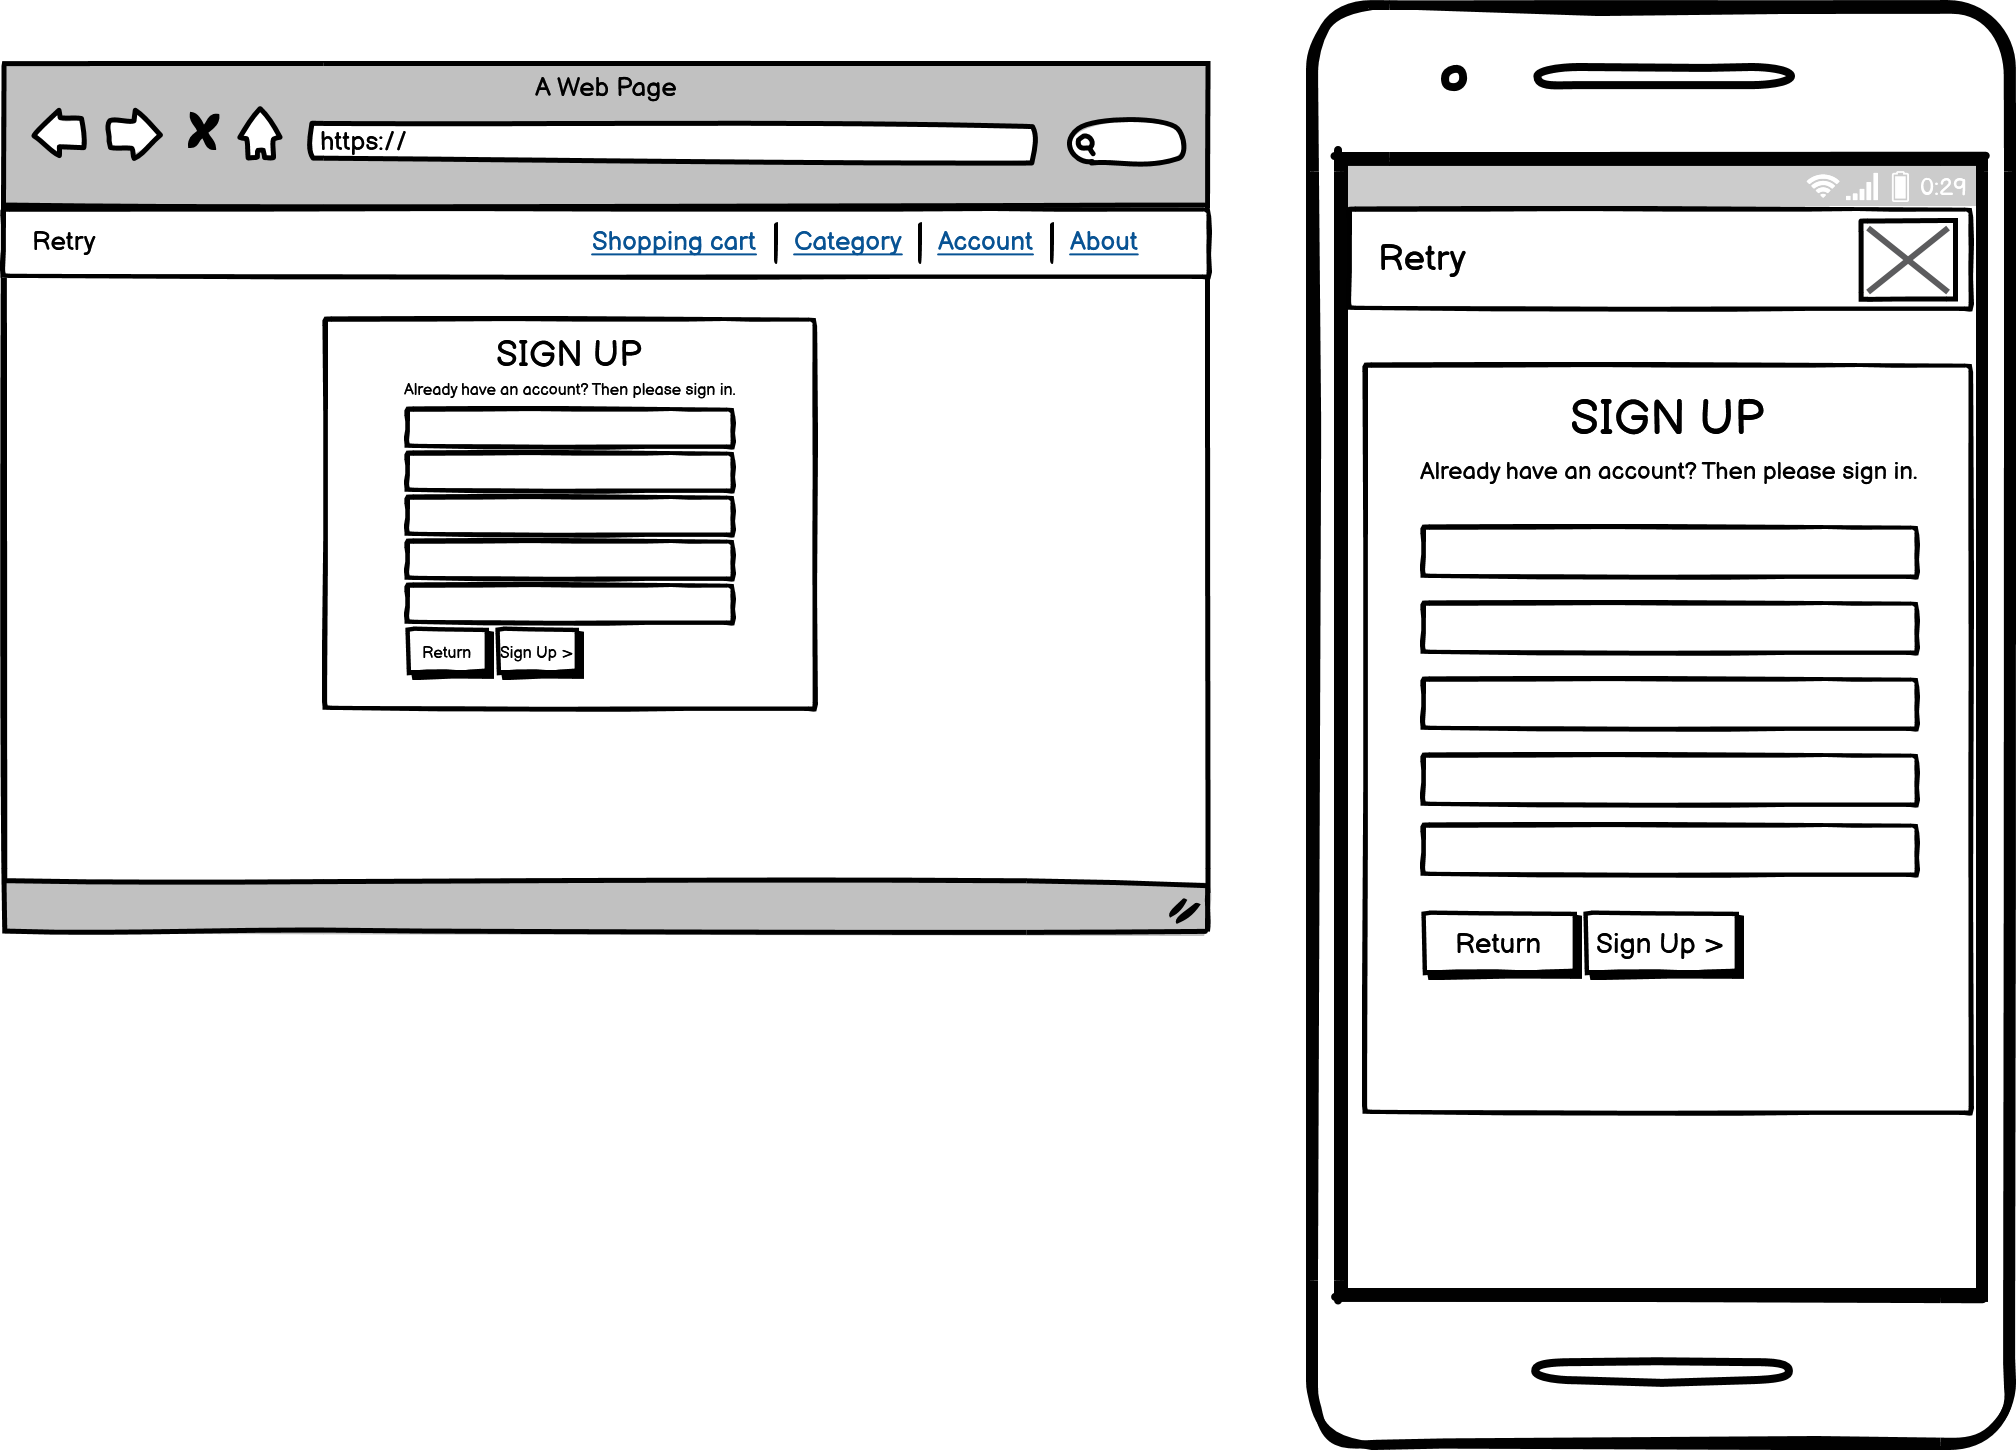 A Web Page
https://
Retry
Shopping cart
Category
Account
About
SIGN UP
Already have an account? Then please sign in.
Return
Sign Up >
0:29
Retry
SIGN UP
Already have an account? Then please sign in.
Return
Sign Up >